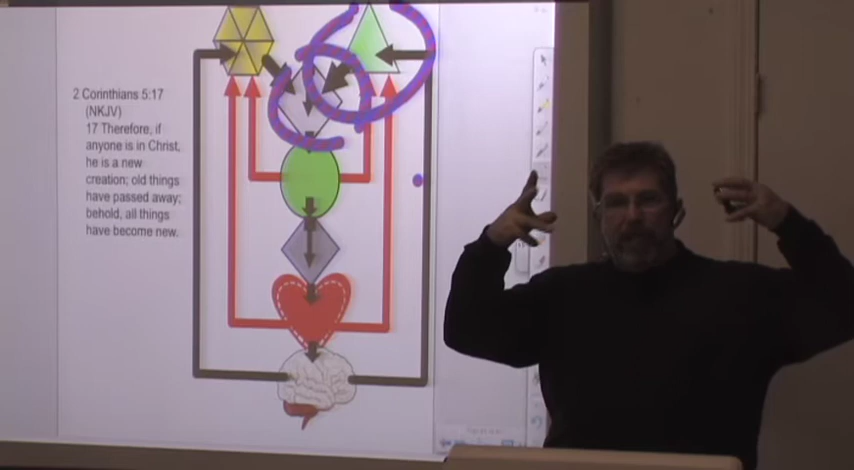 2 Corinthians 5:17
(NKJV)
17 Therefore, if
anyone is in Christ,
he is a new
creation; old things
have passed away;
behold, all things
have become new.